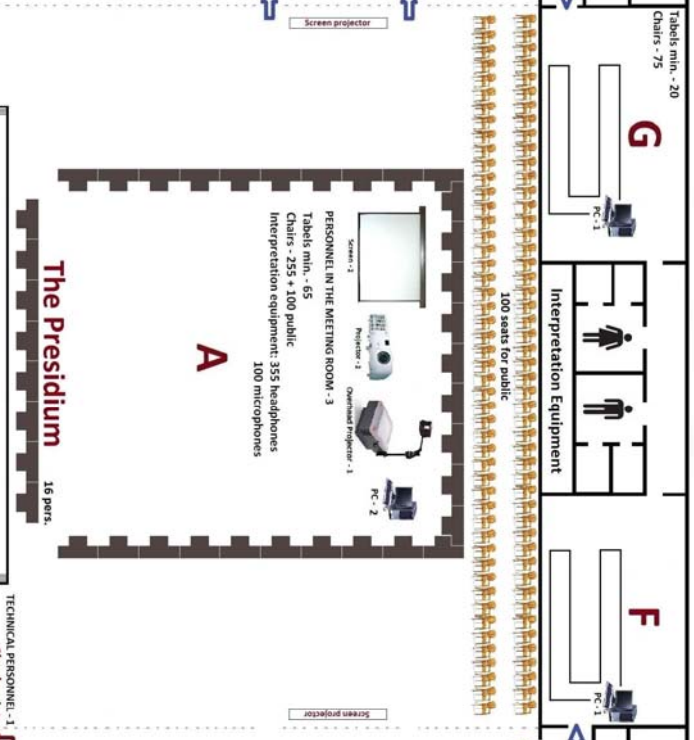 Screen projector
Tabels min. - 20
Chairs - 75
G
PC - 1
Interpretation Equipment
100 seats for public
Screen - 2
Projector - 2
Overhead Projector - 1
PC - 2
PERSONNEL IN THE MEETING ROOM - 3
Tabels min. - 65
Chairs - 255 + 100 public
Interpretation equipment: 355 headphones
100 microphones
A
The Presidium
16 pers.
F
PC - 1
Screen projector
TECHNICAL PERSONNEL - 1